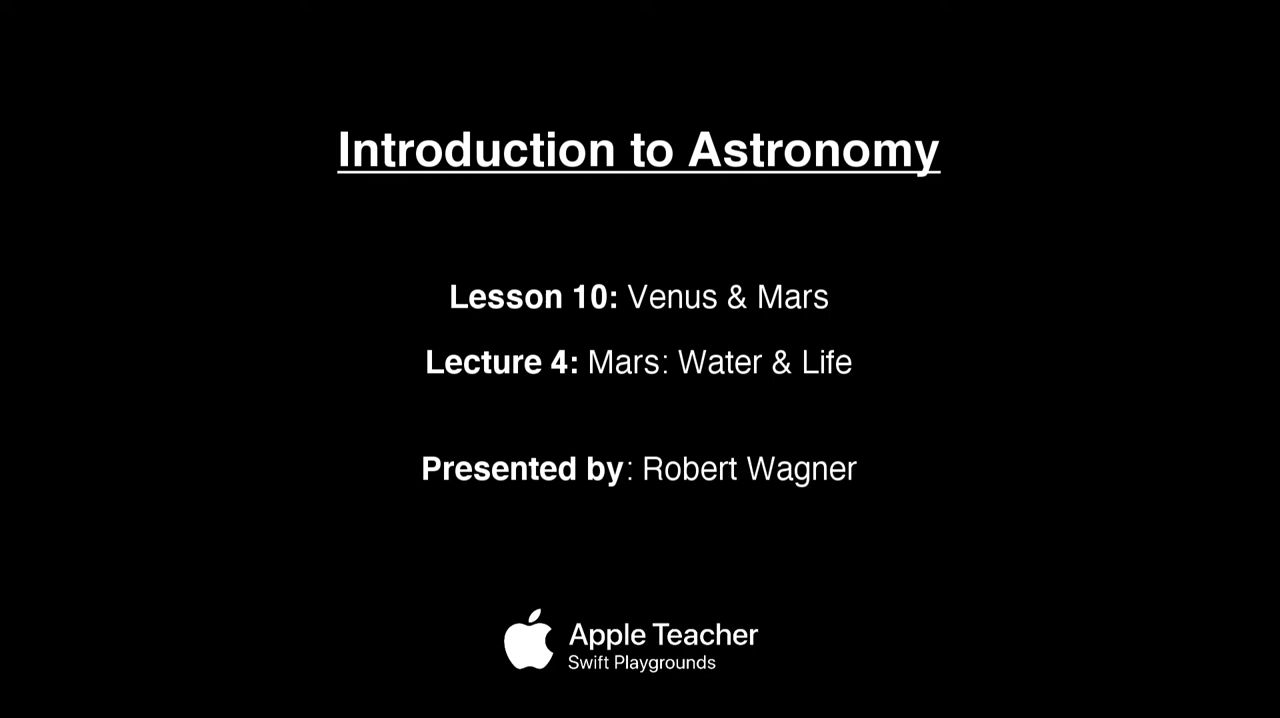 Introduction to Astronomy
Lesson 10: Venus & Mars
Lecture 4: Mars: Water & Life
Presented by: Robert Wagner
Apple Teacher
Swift Playgrounds